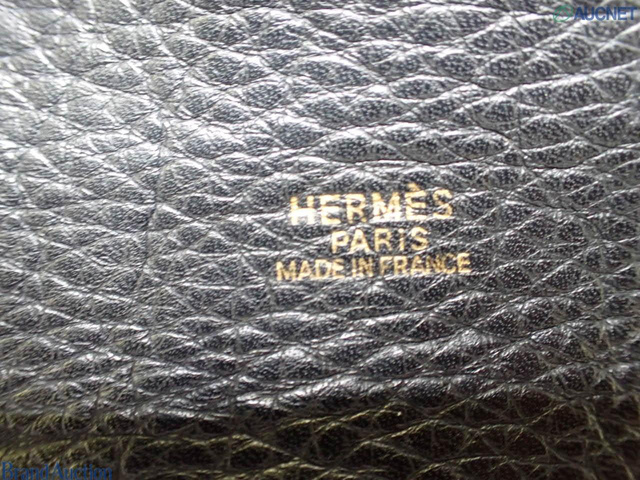 AUCNET
HERMÈS
PARIS
MADE IN FRANCE
Brand Auction